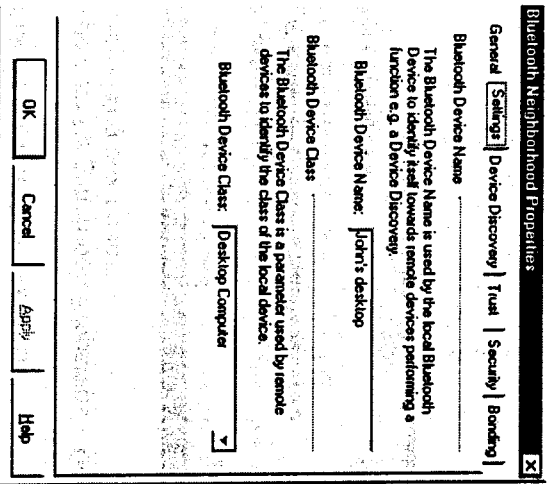 Bluetooth Neighborhood Properties
General Settings Device Discovery Trust Security Bonding
Bluetooth Device Name
The Bluetooth Device Name is used by the local Bluetooth
Device to identify itself towards remote devices performing a
function e.g. a Device Discovery.
Bluetooth Device Name: John's desktop
Bluetooth Device Class
The Bluetooth Device Class is a parameter used by remote
devices to identify the class of the local device.
Bluetooth Device Class: Desktop Computer
OK Cancel Apply Help